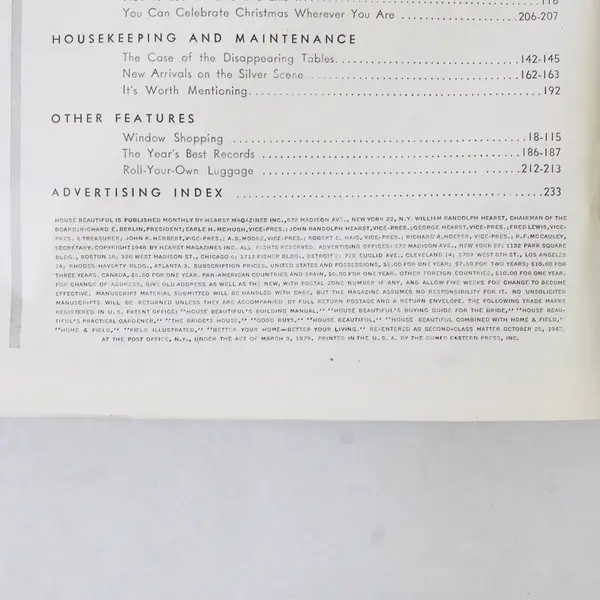 116
You Can Celebrate Christmas Wherever You Are ................206-207
HOUSEKEEPING AND MAINTENANCE
The Case of the Disappearing Tables...........................142-145
New Arrivals on the Silver Scene ..............................162-163
It's Worth Mentioning...........................................192
OTHER FEATURES
Window Shopping ..............................................18-115
The Year's Best Records .......................................186-187
Roll-Your-Own Luggage .......................................212-213
ADVERTISING INDEX ...........................................233
HOUSE BEAUTIFUL IS PUBLISHED MONTHLY BY HEARST MAGAZINES INC., 572 MADISON AVE., NEW YORK 22, N.Y. WILLIAM RANDOLPH HEARST, CHAIRMAN OF THE
BOARD; RICHARD E. BERLIN, PRESIDENT; EARLE H. MCHUGH, VICE-PRES.; JOHN RANDOLPH HEARST, VICE-PRES.; GEORGE HEARST, VICE-PRES.; FRED LEWIS, VICE-
PRES. & TREASURER; JOHN K. HERBERT, VICE-PRES.; A.S. MOORE, VICE-PRES.; ROBERT E. HAIG, VICE-PRES.; RICHARD A. HOEFER, VICE-PRES.; R.F. MCCAULEY,
SECRETARY, COPYRIGHT 1948 BY HEARST MAGAZINES INC. ALL RIGHTS RESERVED. ADVERTISING OFFICES: 572 MADISON AVE., NEW YORK 22; 1132 PARK SQUARE
BLDG., BOSTON 16; 326 WEST MADISON ST., CHICAGO 6; 1712 FISHER BLDG., DETROIT 2; 720 EUCLID AVE., CLEVELAND 14; 1709 WEST 8TH ST., LOS ANGELES
14; RHODES-HAVERTY BLDG., ATLANTA 3. SUBSCRIPTION PRICES, UNITED STATES AND POSSESSIONS, $5.00 FOR ONE YEAR; $7.50 FOR TWO YEARS; $10.00 FOR
THREE YEARS. CANADA, $5.50 FOR ONE YEAR. PAN-AMERICAN COUNTRIES AND SPAIN, $6.00 FOR ONE YEAR. OTHER FOREIGN COUNTRIES, $10.00 FOR ONE YEAR.
FOR CHANGE OF ADDRESS, GIVE OLD ADDRESS AS WELL AS THE NEW, WITH POSTAL ZONE NUMBER IF ANY, AND ALLOW FIVE WEEKS FOR CHANGE TO BECOME
EFFECTIVE. MANUSCRIPT MATERIAL SUBMITTED WILL BE HANDLED WITH CARE, BUT THE MAGAZINE ASSUMES NO RESPONSIBILITY FOR IT. NO UNSOLICITED
MANUSCRIPTS WILL BE RETURNED UNLESS THEY ARE ACCOMPANIED BY FULL RETURN POSTAGE AND A RETURN ENVELOPE. THE FOLLOWING TRADE MARKS
REGISTERED IN U.S. PATENT OFFICE: "HOUSE BEAUTIFUL'S BUILDING MANUAL," "HOUSE BEAUTIFUL'S BUYING GUIDE FOR THE BRIDE," "HOUSE BEAU-
TIFUL'S PRACTICAL GARDENER," "THE BRIDE'S HOUSE," "GOOD BUYS," "HOUSE BEAUTIFUL," "HOUSE BEAUTIFUL COMBINED WITH HOME & FIELD,"
"HOME & FIELD," "FIELD ILLUSTRATED," "BETTER YOUR HOME—BETTER YOUR LIVING." RE-ENTERED AS SECOND-CLASS MATTER OCTOBER 25, 1947,
AT THE POST OFFICE, N.Y., UNDER THE ACT OF MARCH 3, 1879. PRINTED IN THE U.S.A. BY THE CUNEO EASTERN PRESS, INC.